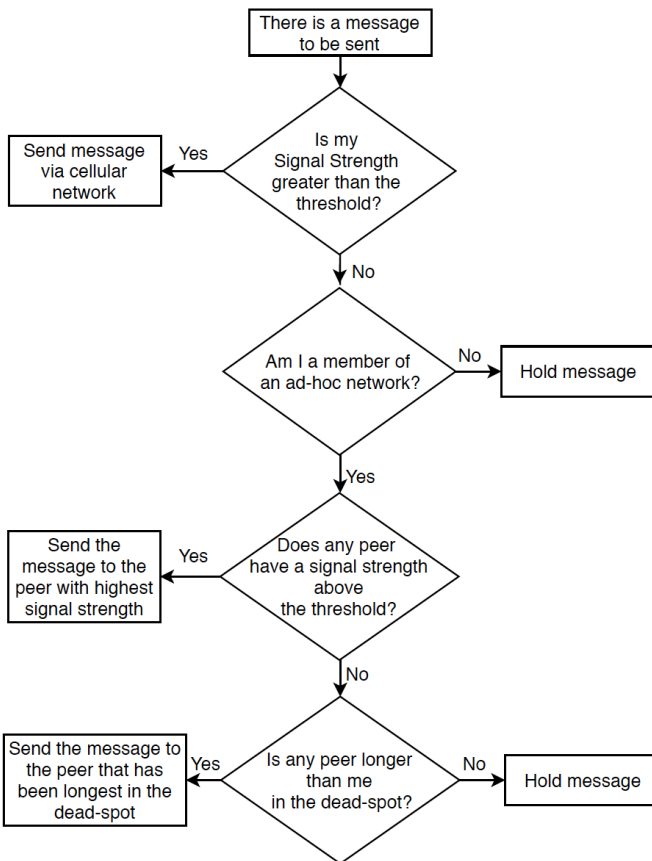 There is a message
to be sent
Is my
Signal Strength
greater than the
threshold?
Yes
Send message
via cellular
network
No
Am I a member of
an ad-hoc network?
No
Hold message
Yes
Does any peer
have a signal strength
above
the threshold?
Yes
Send the
message to the
peer with highest
signal strength
No
Is any peer longer
than me
in the dead-spot?
Yes
Send the message to
the peer that has
been longest in the
dead-spot
No
Hold message